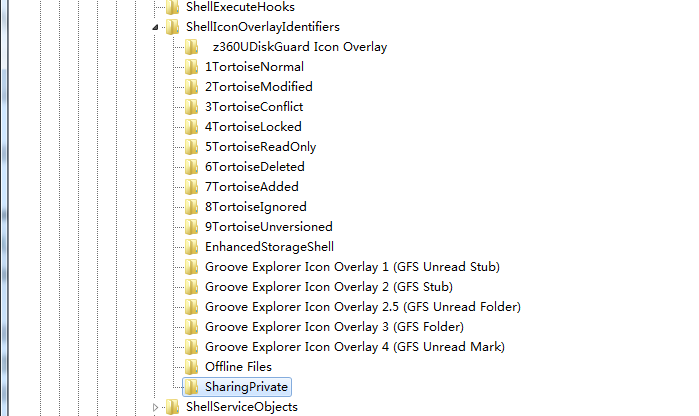 ShellExecuteHooks
ShellIconOverlayIdentifiers
z360UDiskGuard Icon Overlay
1TortoiseNormal
2TortoiseModified
3TortoiseConflict
4TortoiseLocked
5TortoiseReadOnly
6TortoiseDeleted
7TortoiseAdded
8TortoiseIgnored
9TortoiseUnversioned
EnhancedStorageShell
Groove Explorer Icon Overlay 1 (GFS Unread Stub)
Groove Explorer Icon Overlay 2 (GFS Stub)
Groove Explorer Icon Overlay 2.5 (GFS Unread Folder)
Groove Explorer Icon Overlay 3 (GFS Folder)
Groove Explorer Icon Overlay 4 (GFS Unread Mark)
Offline Files
SharingPrivate
ShellServiceObjects